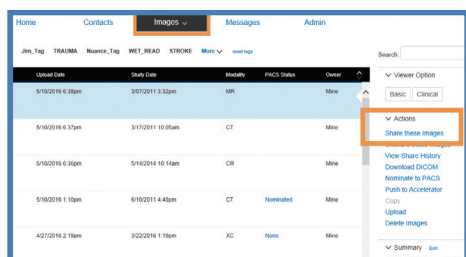 Home Contacts Images Messages Admin
Jim_Tag TRAUMA Nuance_Tag WET_READ STROKE More reset tags
Search:
Upload Date Study Date Modality PACS Status Owner
Viewer Option
Basic Clinical
5/10/2016 6:38pm 3/07/2011 3:32pm MR Mine
Actions
Share these Images
5/10/2016 6:37pm 3/17/2011 10:05am CT Mine
View Share History
Download DICOM
5/10/2016 6:36pm 5/14/2014 10:14am CR Mine
Nominate to PACS
Push to Accelerator
Copy
5/10/2016 1:10pm 6/10/2011 4:40pm CT Nominated Mine
Upload
Delete Images
4/27/2016 2:19pm 3/22/2016 1:19pm XC None Mine
Summary Edit